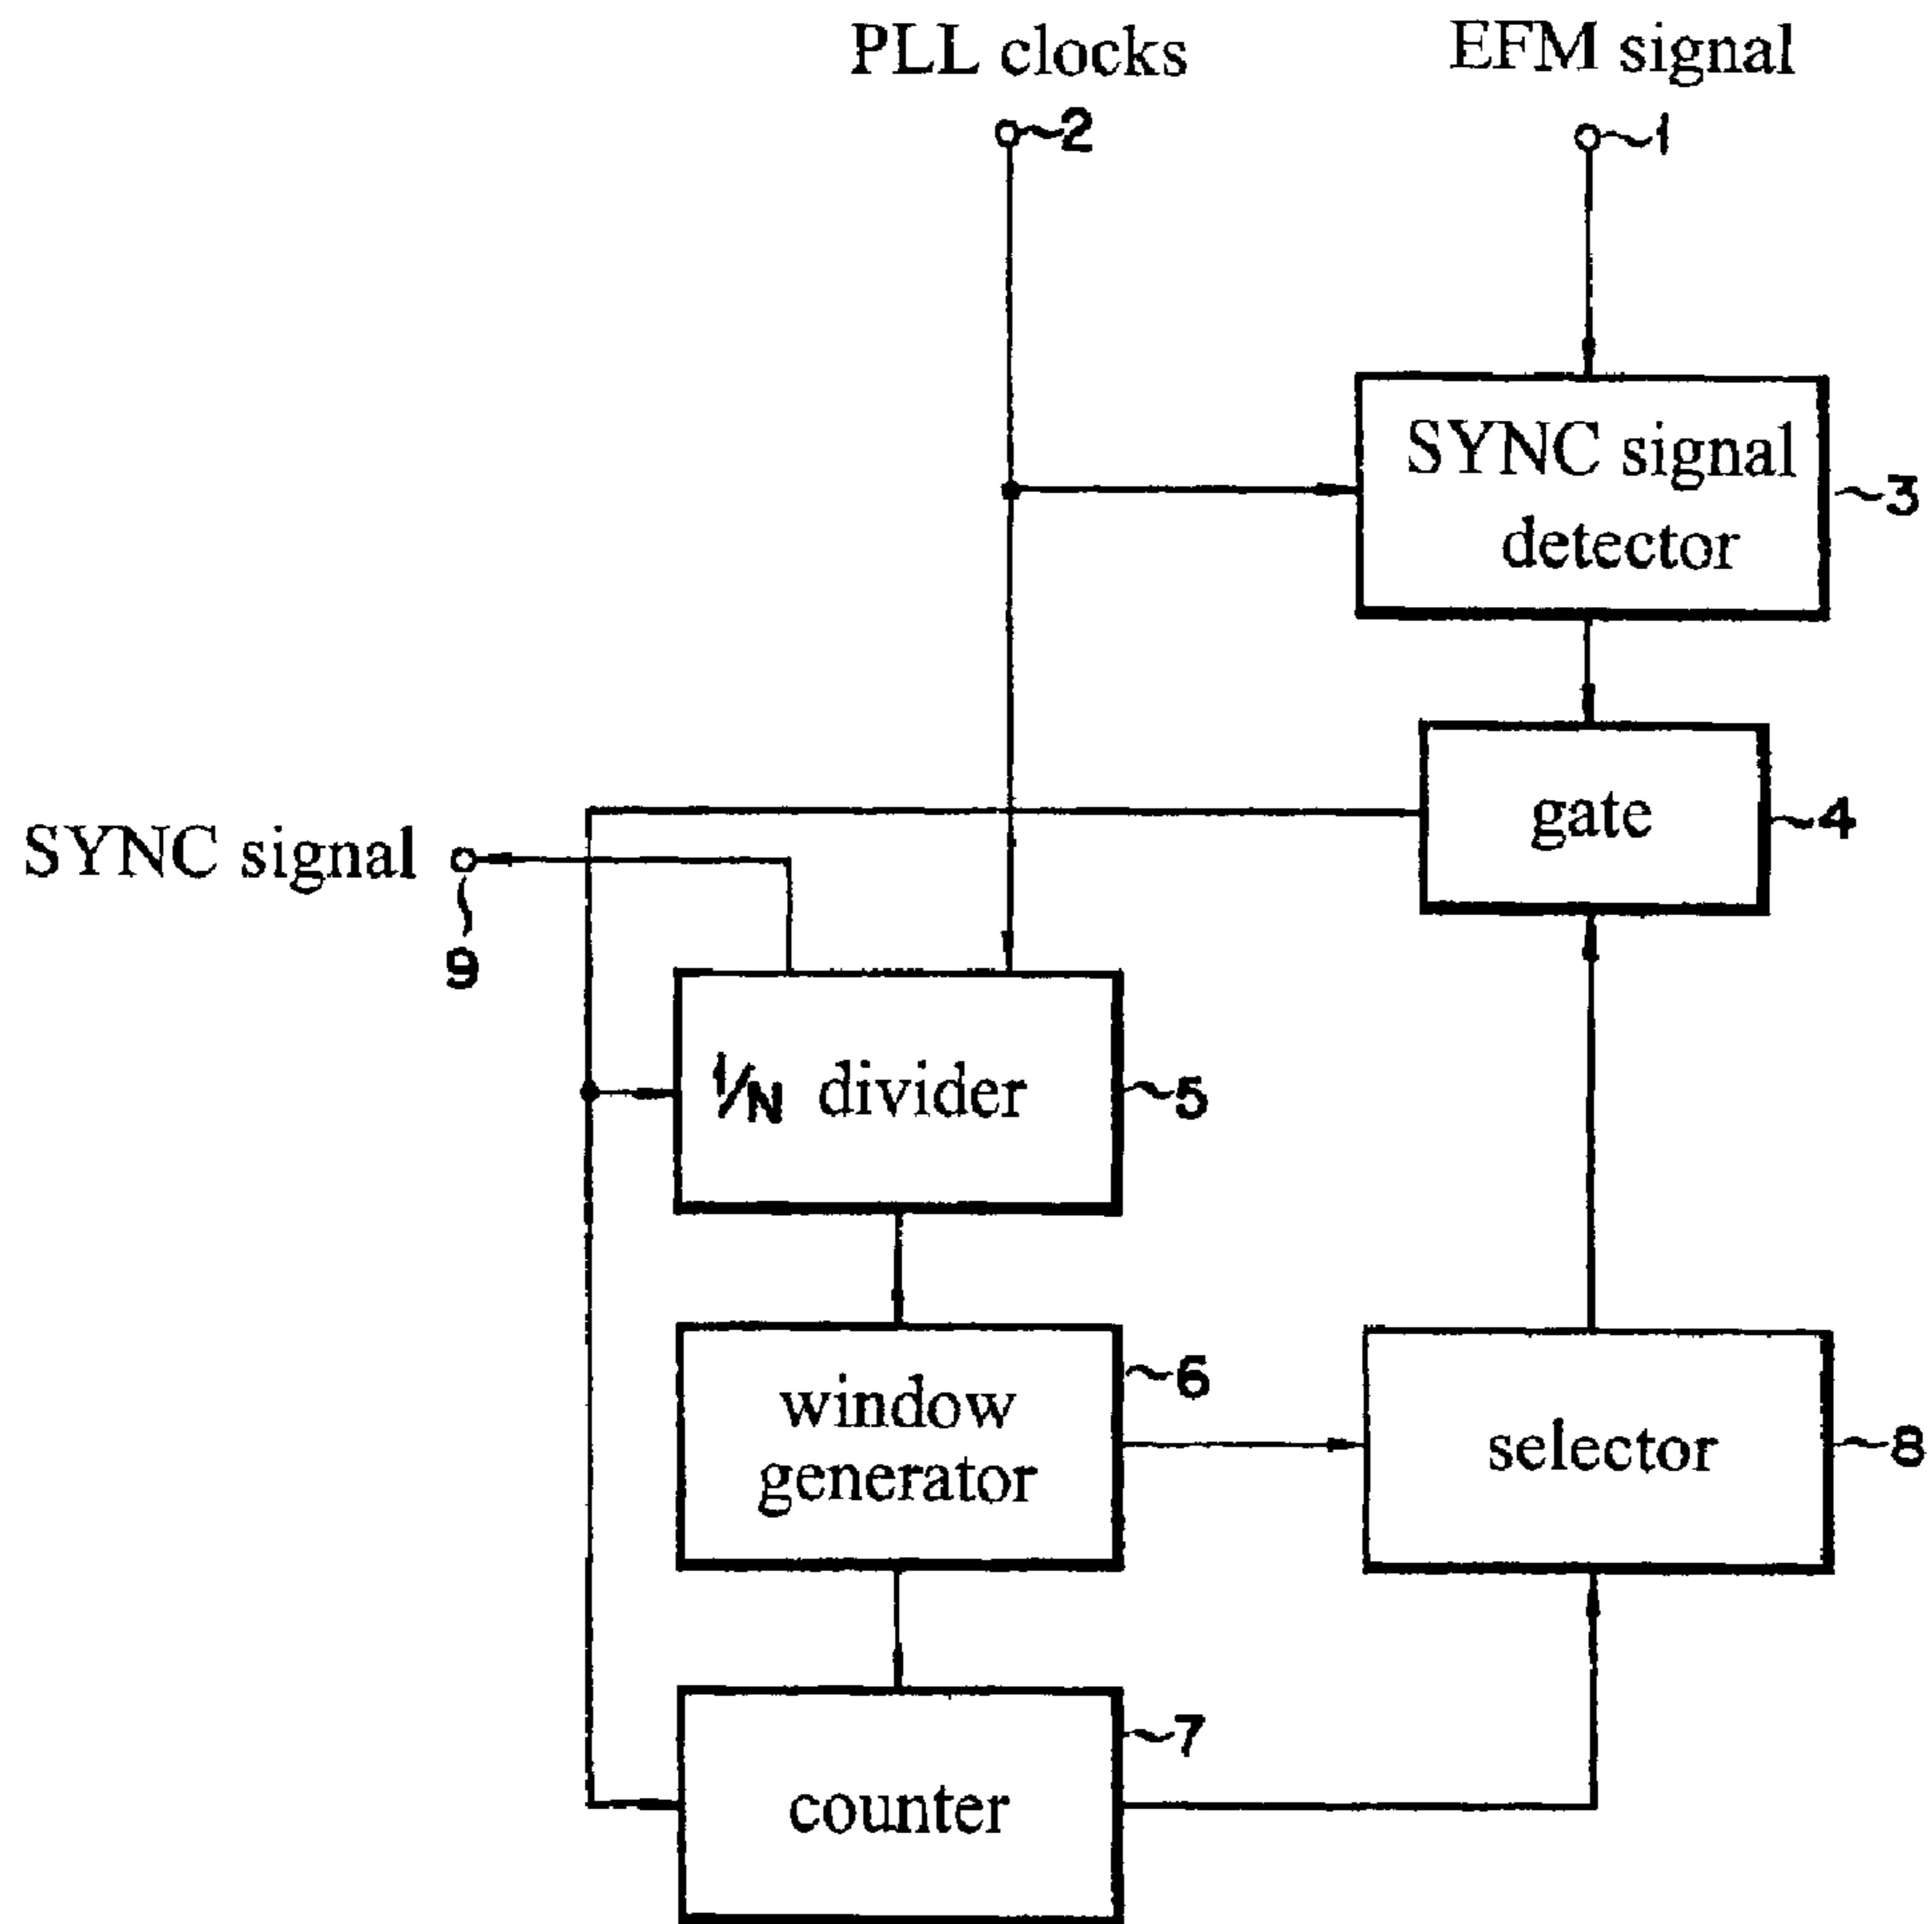 PLL clocks
EFM signal
2
1
SYNC signal
detector
3
gate
4
SYNC signal
9
1/N divider
5
window
generator
6
selector
8
counter
7